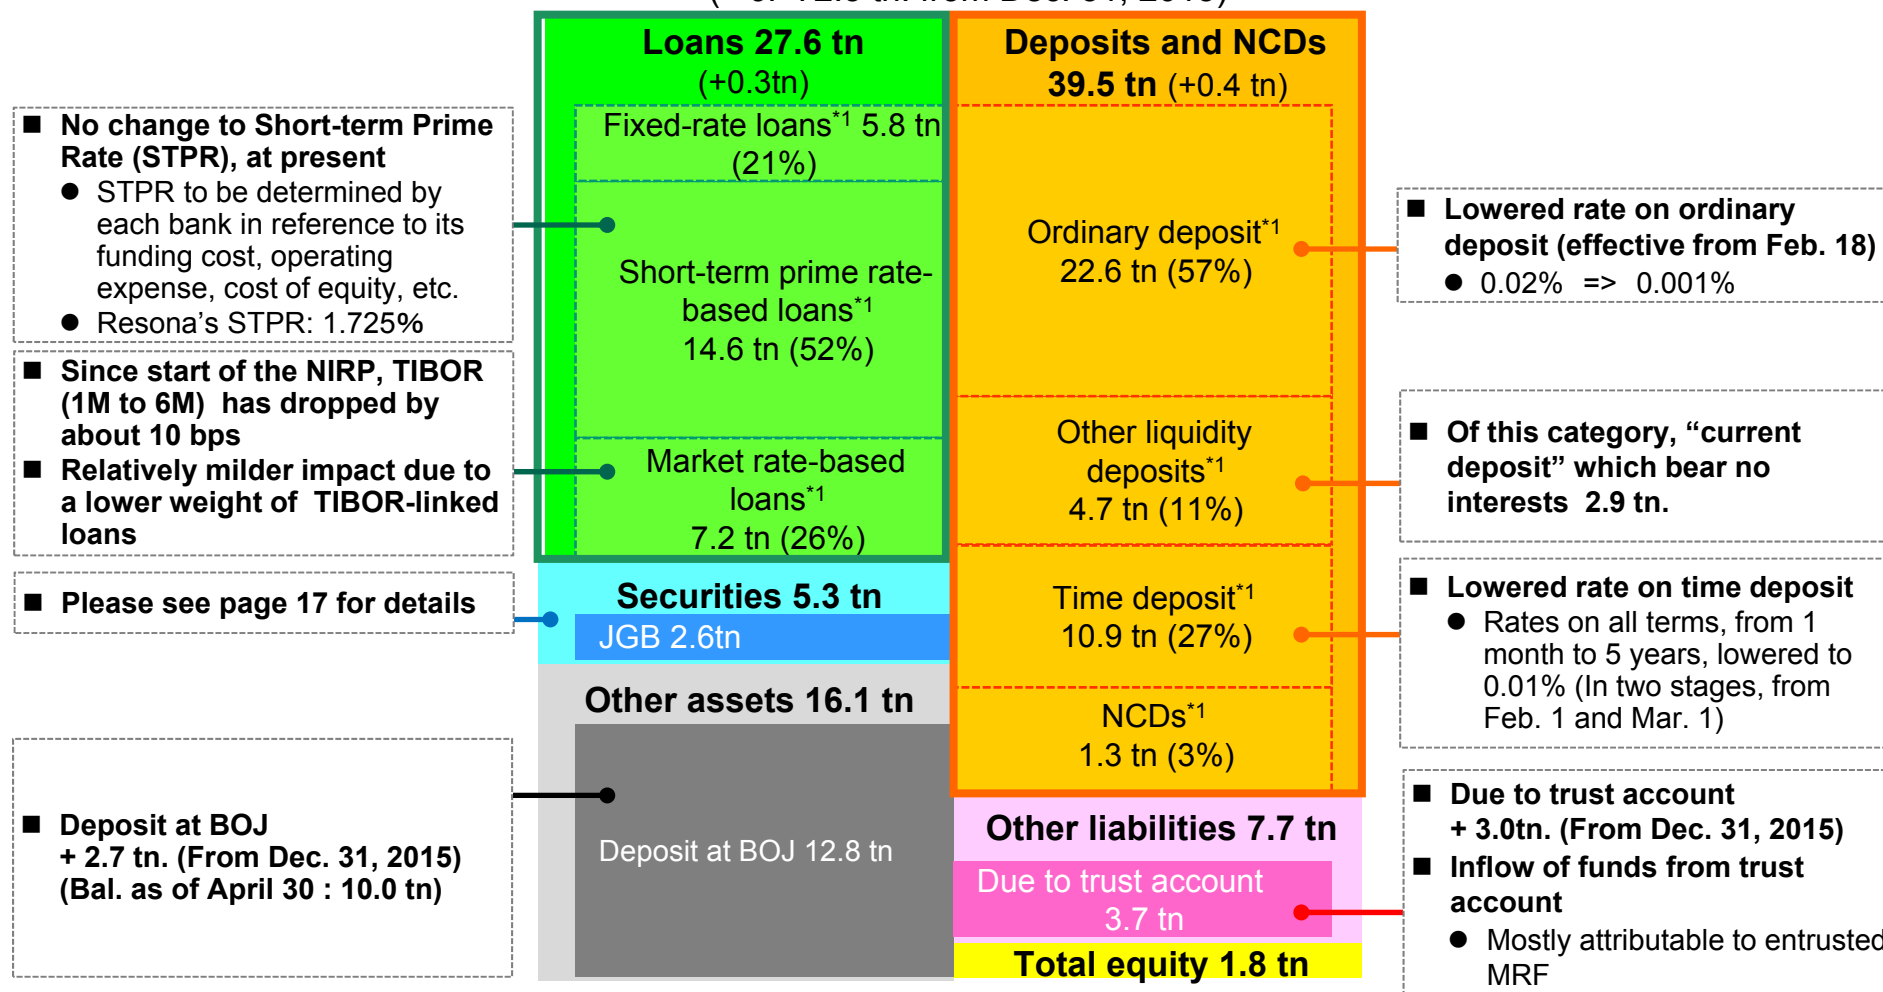 Loans 27.6 tn
(+0.3tn)
Fixed-rate loans*1 5.8 tn
(21%)
Short-term prime rate-
based loans*1
14.6 tn (52%)
Market rate-based
loans*1
7.2 tn (26%)
Securities 5.3 tn
JGB 2.6tn
Other assets 16.1 tn
Deposit at BOJ 12.8 tn
Deposits and NCDs
39.5 tn (+0.4 tn)
Ordinary deposit*1
22.6 tn (57%)
Other liquidity
deposits*1
4.7 tn (11%)
Time deposit*1
10.9 tn (27%)
NCDs*1
1.3 tn (3%)
Other liabilities 7.7 tn
Due to trust account
3.7 tn
Total equity 1.8 tn
■ No change to Short-term Prime
Rate (STPR), at present
● STPR to be determined by
each bank in reference to its
funding cost, operating
expense, cost of equity, etc.
● Resona's STPR: 1.725%
■ Since start of the NIRP, TIBOR
(1M to 6M) has dropped by
about 10 bps
■ Relatively milder impact due to
a lower weight of TIBOR-linked
loans
■ Please see page 17 for details
■ Deposit at BOJ
+ 2.7 tn. (From Dec. 31, 2015)
(Bal. as of April 30 : 10.0 tn)
■ Lowered rate on ordinary
deposit (effective from Feb. 18)
● 0.02% => 0.001%
■ Of this category, “current
deposit” which bear no
interests 2.9 tn.
■ Lowered rate on time deposit
● Rates on all terms, from 1
month to 5 years, lowered to
0.01% (In two stages, from
Feb. 1 and Mar. 1)
■ Due to trust account
+ 3.0tn. (From Dec. 31, 2015)
■ Inflow of funds from trust
account
● Mostly attributable to entrusted
MRF